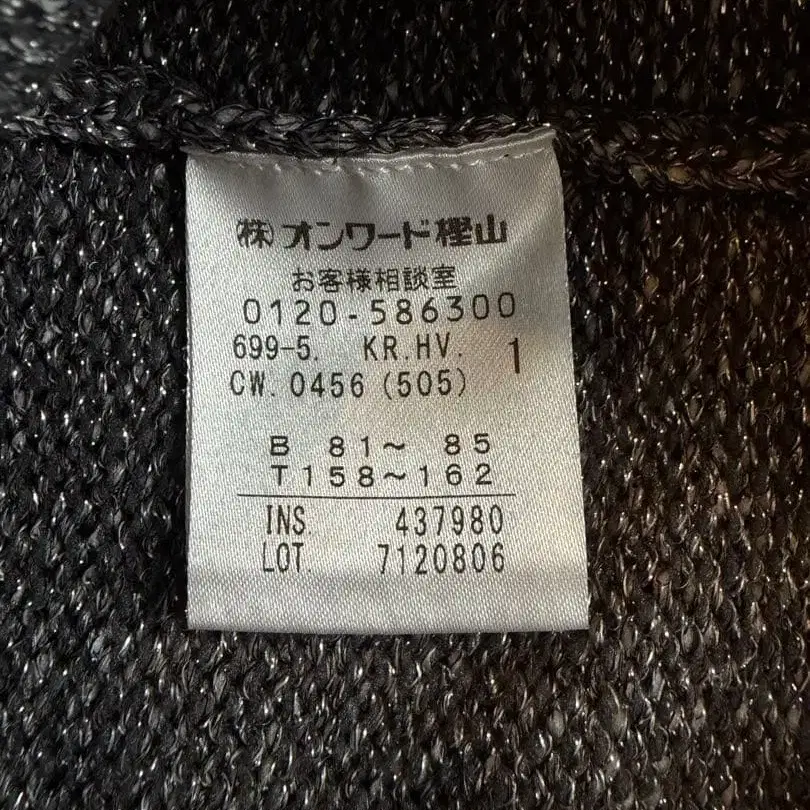 (株)オンワード樫山
お客様相談室
0120-586300
699-5. KR.HV. 1
CW.0456(505)
B 81〜 85
T158〜162
INS. 437980
LOT. 7120806